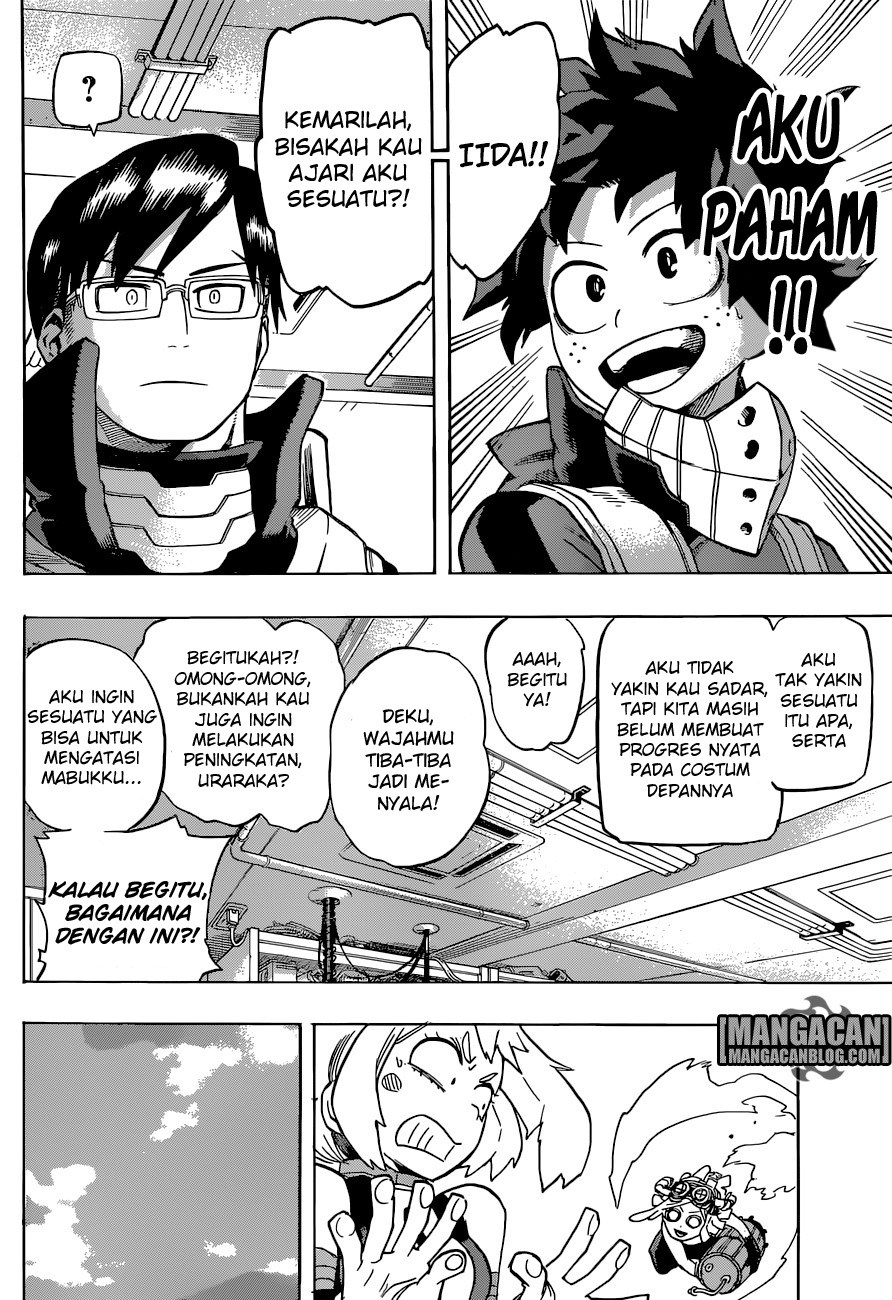 AKU
PAHAM
!!
IIDA!!
KEMARILAH,
BISAKAH KAU
AJARI AKU
SESUATU?!
?
AKU
TAK YAKIN
SESUATU
ITU APA,
SERTA
AKU TIDAK
YAKIN KAU SADAR,
TAPI KITA MASIH
BELUM MEMBUAT
PROGRES NYATA
PADA COSTUM
DEPANNYA
AAAH,
BEGITU
YA!
DEKU,
WAJAHMU
TIBA-TIBA
JADI ME-
NYALA!
BEGITUKAH?!
OMONG-OMONG,
BUKANKAH KAU
JUGA INGIN
MELAKUKAN
PENINGKATAN,
URARAKA?
AKU INGIN
SESUATU YANG
BISA UNTUK
MENGATASI
MABUKKU...
KALAU BEGITU,
BAGAIMANA
DENGAN INI?!
MANGACAN
MANGACANBLOG.COM